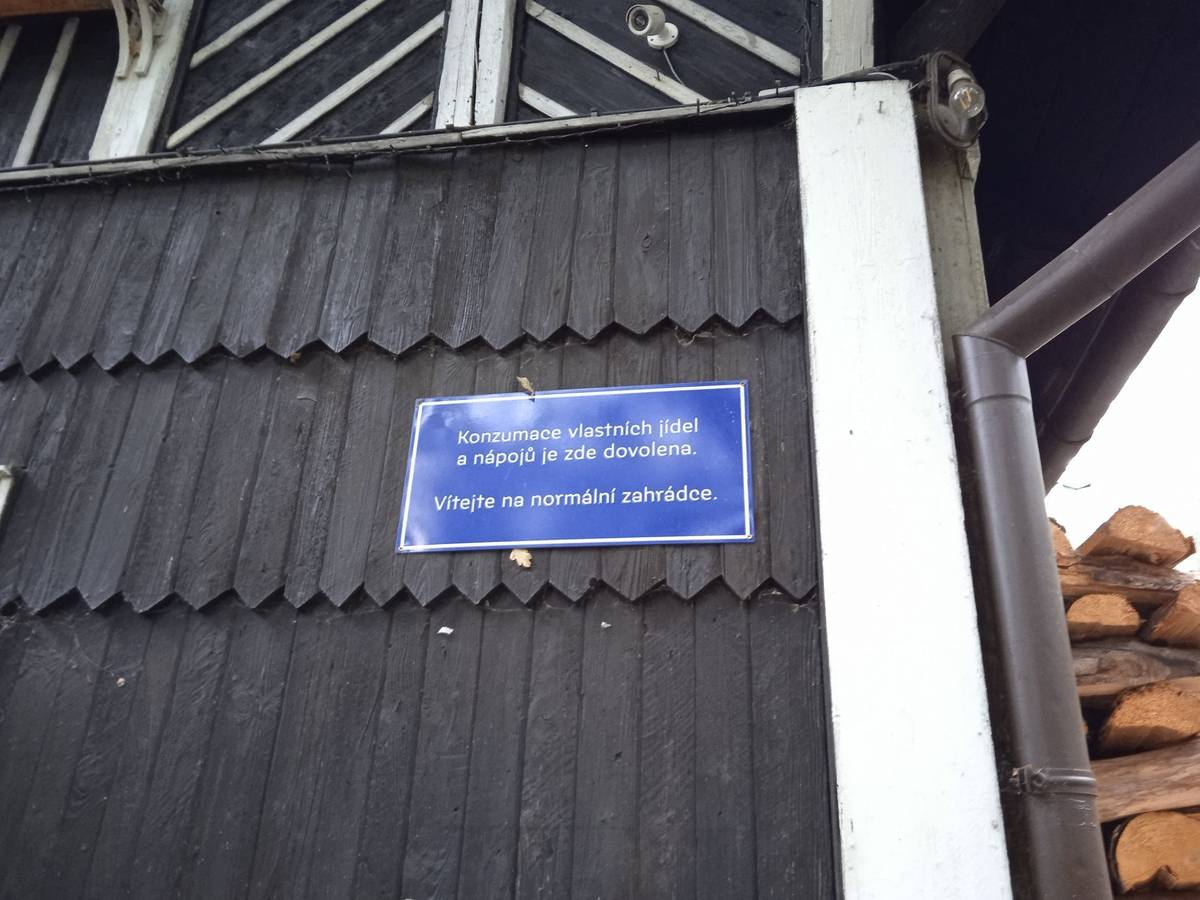 Konzumace vlastních jídel
a nápojů je zde dovolena.
Vítejte na normální zahrádce.